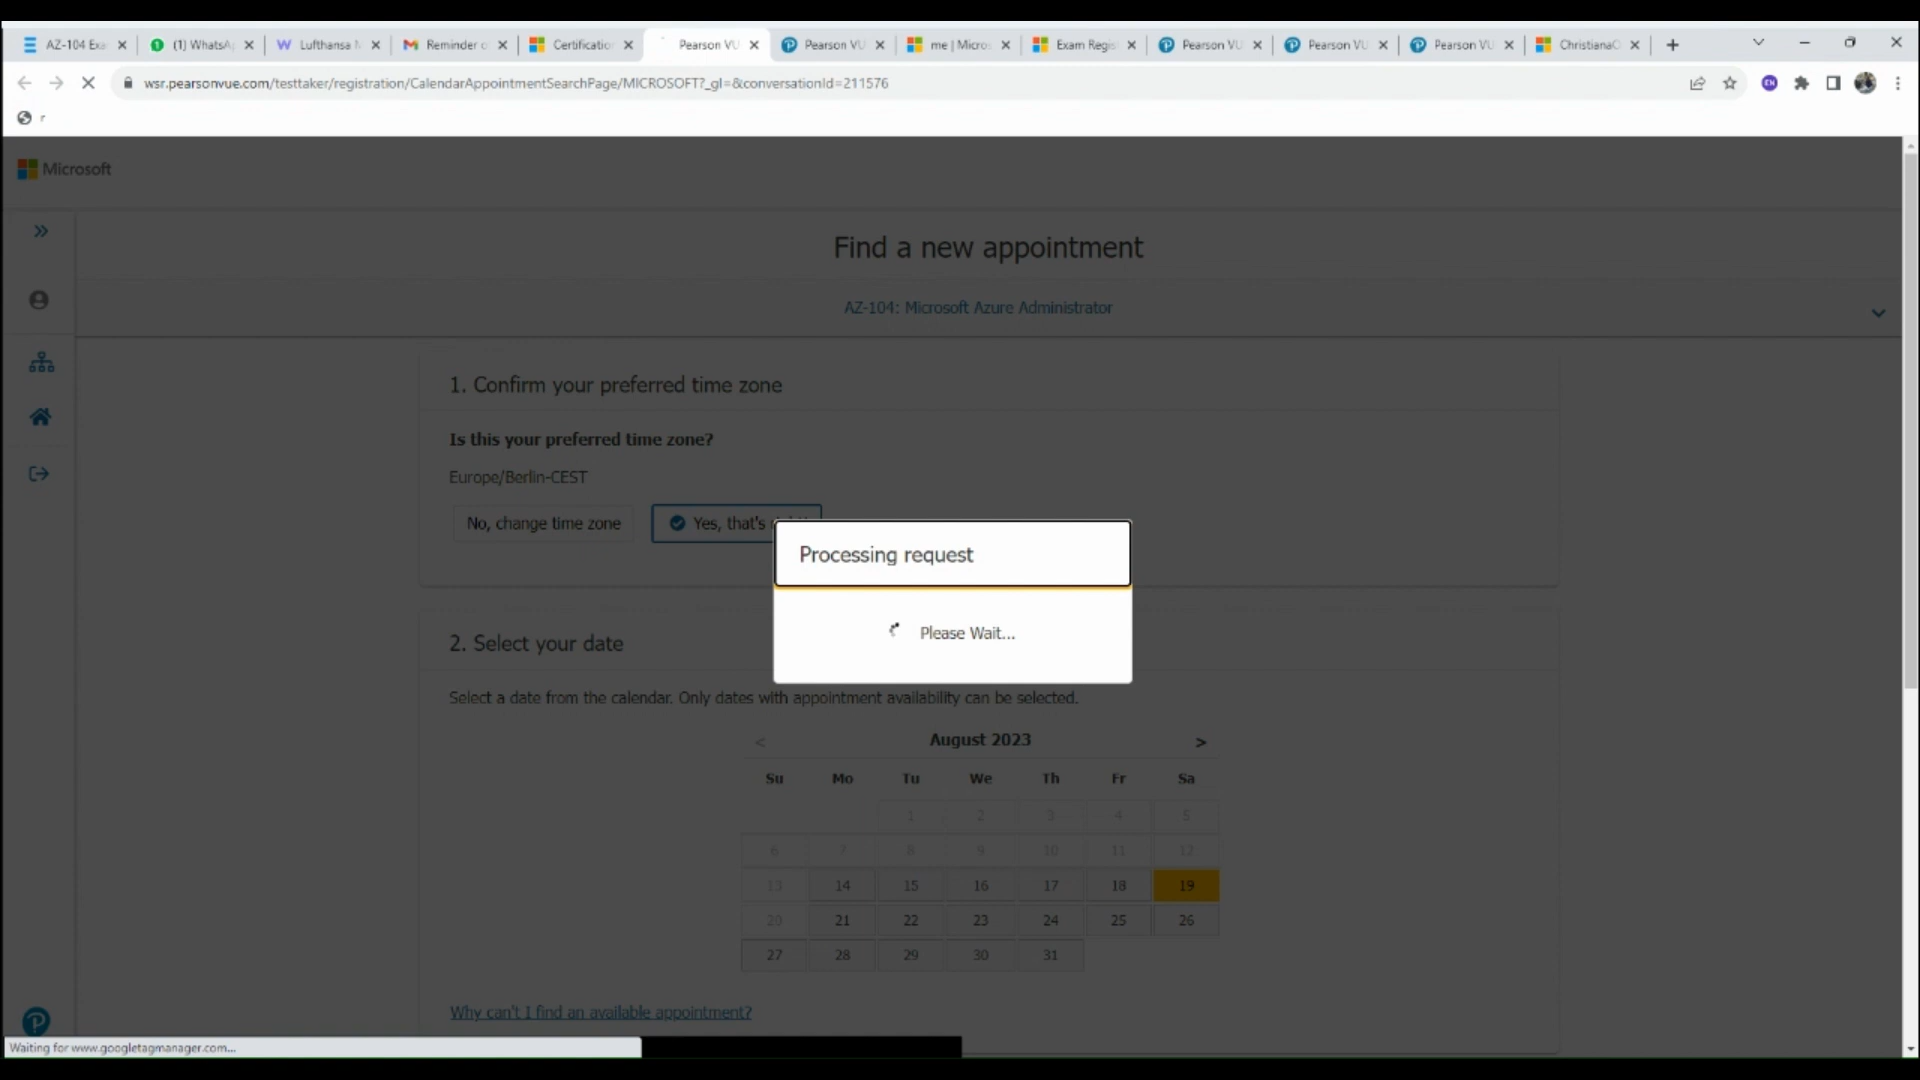 AZ-104 Exa
(1) WhatsA
Lufthansa
Reminder
Certificatio
Pearson VU
Pearson VU
me | Micro
Exam Regis
Pearson VU
Pearson VU
Pearson VU
ChristianaO
wsr.pearsonvue.com/testtaker/registration/CalendarAppointmentSearchPage/MICROSOFT?_gl=&conversationId=211576
r
Microsoft
Find a new appointment
AZ-104: Microsoft Azure Administrator
1. Confirm your preferred time zone
Is this your preferred time zone?
Europe/Berlin-CEST
No, change time zone
Yes, that's
Processing request
Please Wait...
2. Select your date
Select a date from the calendar. Only dates with appointment availability can be selected.
< August 2023 >
Su Mo Tu We Th Fr Sa
1 2 3 4 5
6 7 8 9 10 11 12
13 14 15 16 17 18 19
20 21 22 23 24 25 26
27 28 29 30 31
Why can't I find an available appointment?
Waiting for www.googletagmanager.com...